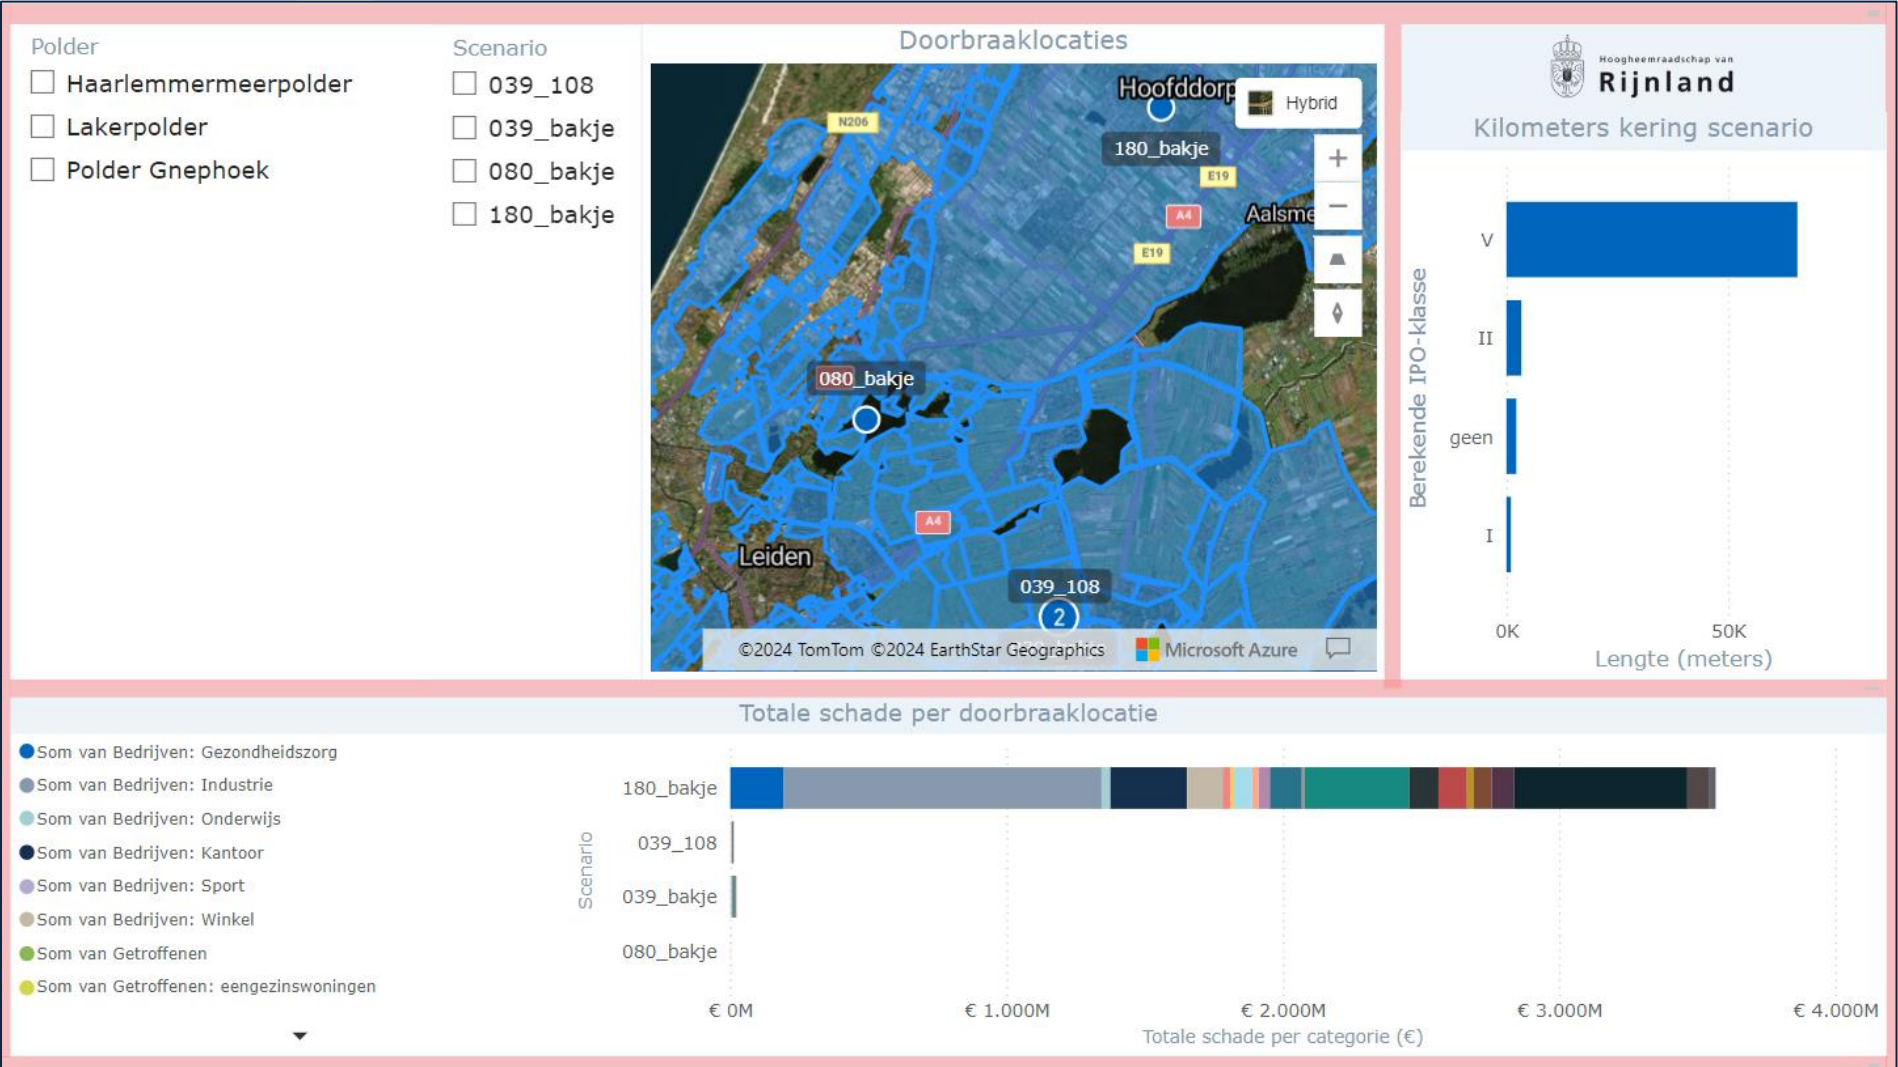 Polder
Haarlemmermeerpolder
Lakerpolder
Polder Gnephoek
Scenario
039_108
039_bakje
080_bakje
180_bakje
Doorbraaklocaties
Hoofddorp
Hybrid
N206
180_bakje
E19
A4
Aalsme
E19
080_bakje
A4
Leiden
039_108
2
©2024 TomTom ©2024 EarthStar Geographics
Microsoft Azure
Hoogheemraadschap van
Rijnland
Kilometers kering scenario
Berekende IPO-klasse
V
II
geen
I
0K
50K
Lengte (meters)
Totale schade per doorbraaklocatie
Som van Bedrijven: Gezondheidszorg
Som van Bedrijven: Industrie
Som van Bedrijven: Onderwijs
Som van Bedrijven: Kantoor
Som van Bedrijven: Sport
Som van Bedrijven: Winkel
Som van Getroffenen
Som van Getroffenen: eengezinswoningen
Scenario
180_bakje
039_108
039_bakje
080_bakje
€ 0M
€ 1.000M
€ 2.000M
€ 3.000M
€ 4.000M
Totale schade per categorie (€)